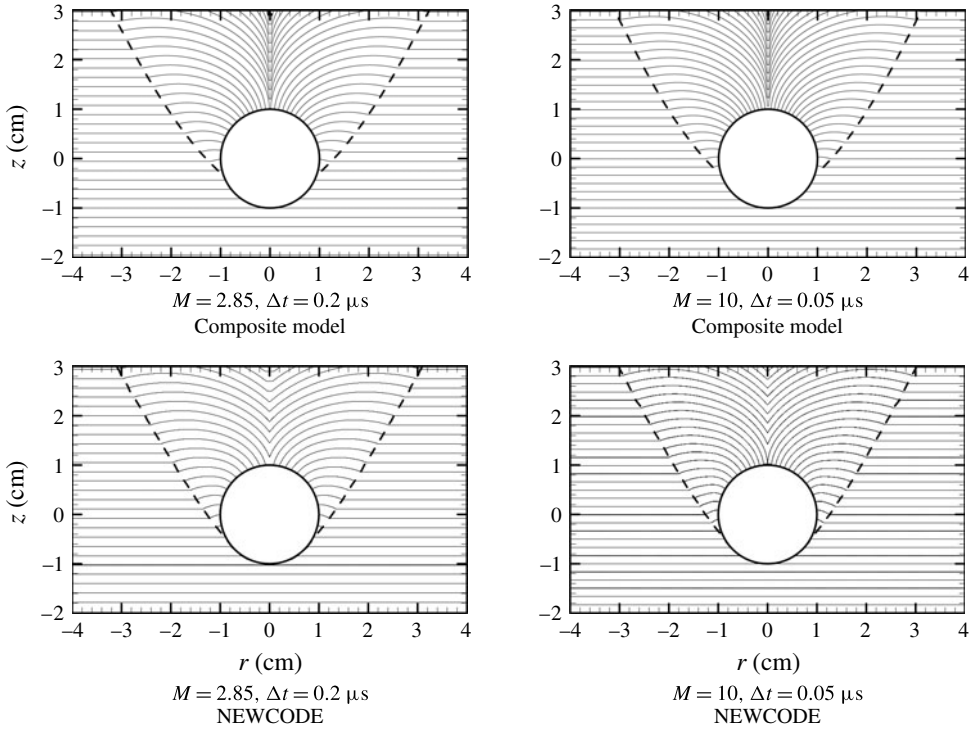 3 3
2 2
z (cm) 1 1
0 0
–1 –1
–2 –2
–4 –3 –2 –1 0 1 2 3 4 –4 –3 –2 –1 0 1 2 3 4
M = 2.85, Δt = 0.2 μs M = 10, Δt = 0.05 μs
Composite model Composite model
3 3
2 2
z (cm) 1 1
0 0
–1 –1
–2 –2
–4 –3 –2 –1 0 1 2 3 4 –4 –3 –2 –1 0 1 2 3 4
r (cm) r (cm)
M = 2.85, Δt = 0.2 μs M = 10, Δt = 0.05 μs
NEWCODE NEWCODE